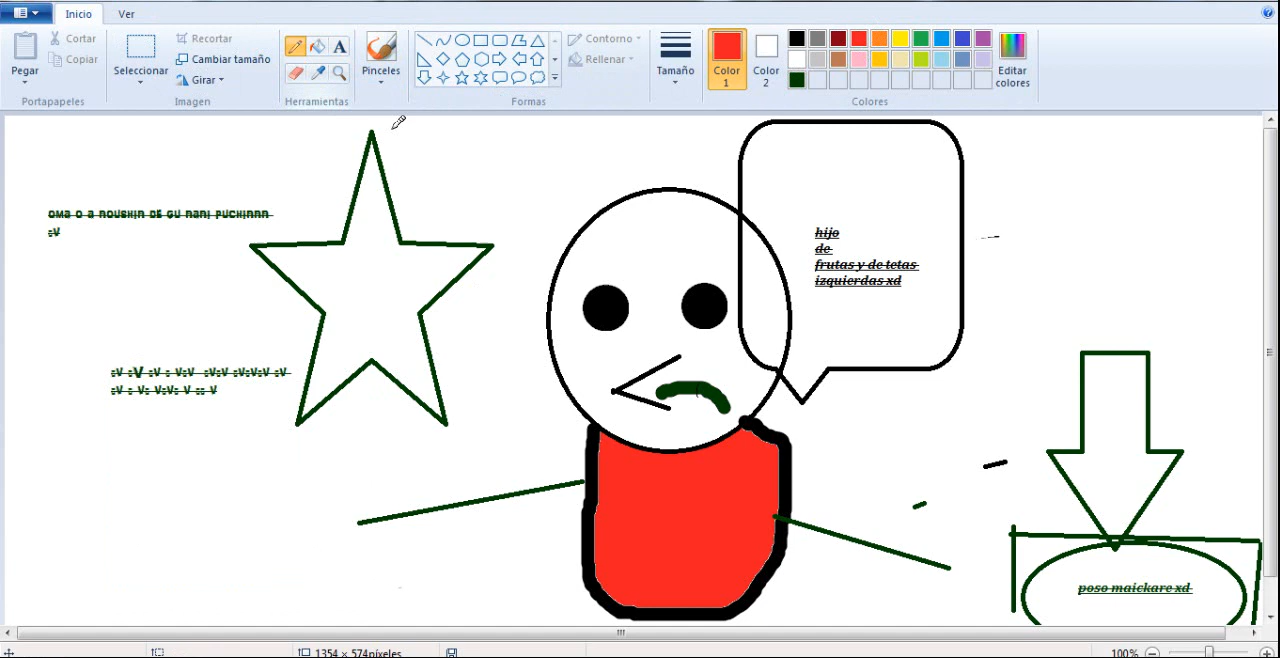 Inicio Ver
Pegar
Cortar
Copiar
Portapapeles
Seleccionar
Recortar
Cambiar tamaño
Girar
Imagen
A
Herramientas
Pinceles
Contorno
Rellenar
Formas
Tamaño
Color 1
Color 2
Editar colores
Colores
hijo
de
frutas y de tetas
izquierdas xd
poso maickare xd
1354 × 574píxeles
100%